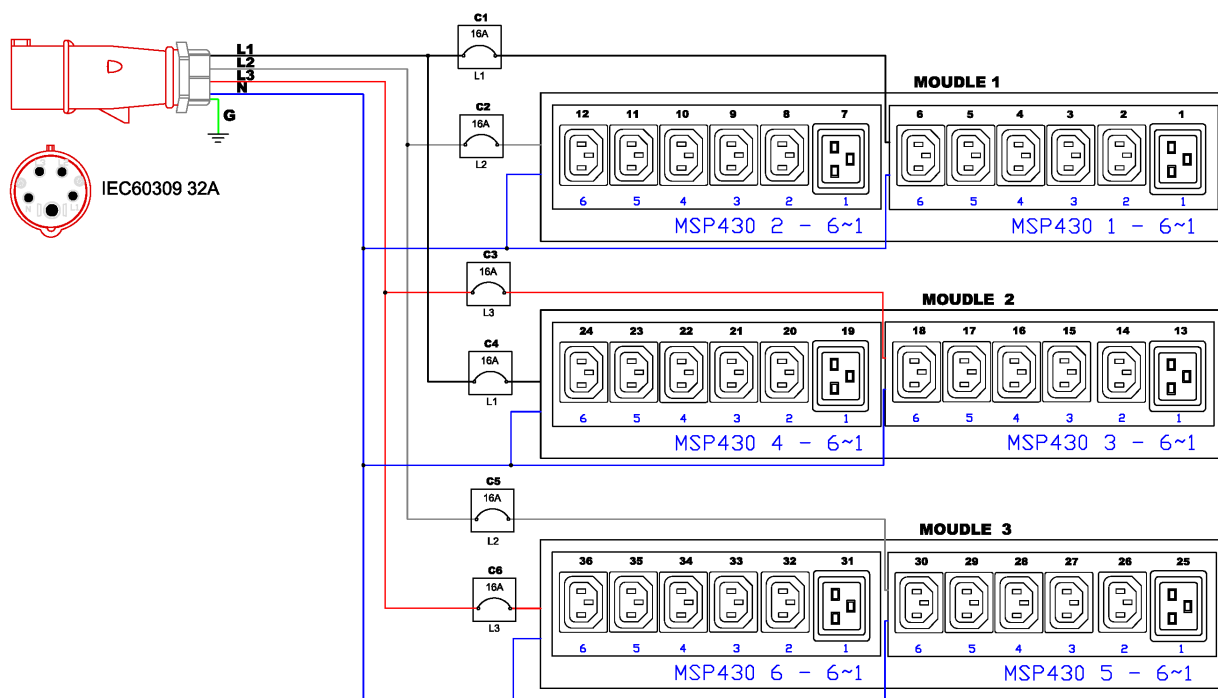 C1
16A
L1
L1
L2
L3
N
G
MOUDLE 1
C2
16A
L2
12 11 10 9 8 7 6 5 4 3 2 1
6 5 4 3 2 1 6 5 4 3 2 1
MSP430 2 - 6~1 MSP430 1 - 6~1
IEC60309 32A
N L1
C3
16A
L3
MOUDLE 2
C4
16A
L1
24 23 22 21 20 19 18 17 16 15 14 13
6 5 4 3 2 1 6 5 4 3 2 1
MSP430 4 - 6~1 MSP430 3 - 6~1
C5
16A
L2
MOUDLE 3
C6
16A
L3
36 35 34 33 32 31 30 29 28 27 26 25
6 5 4 3 2 1 6 5 4 3 2 1
MSP430 6 - 6~1 MSP430 5 - 6~1